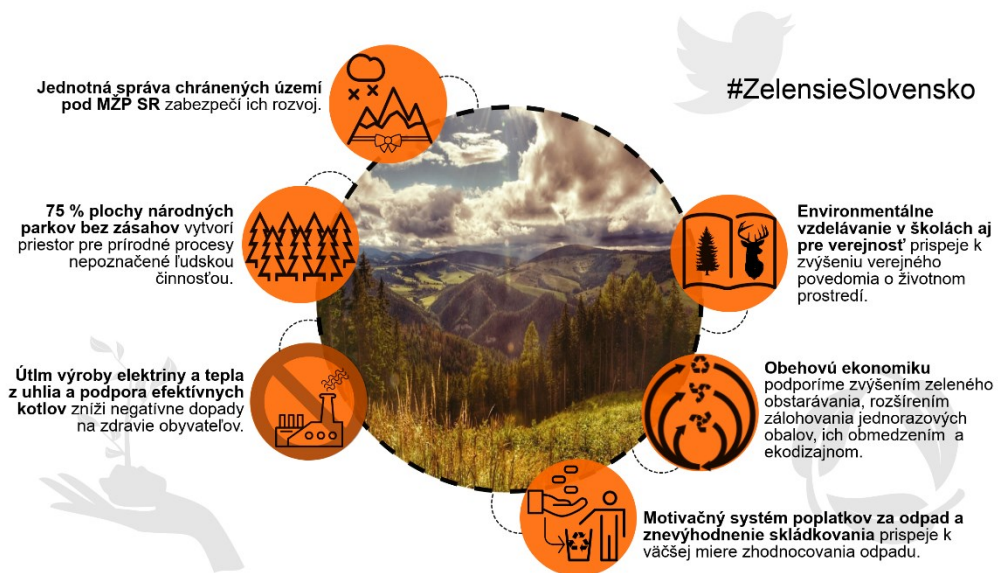 Jednotná správa chránených území
pod MŽP SR zabezpečí ich rozvoj.
#ZelensieSlovensko
75 % plochy národných
parkov bez zásahov vytvorí
priestor pre prírodné procesy
nepoznačené ľudskou
činnosťou.
Environmentálne
vzdelávanie v školách aj
pre verejnosť prispeje k
zvýšeniu verejného
povedomia o životnom
prostredí.
Útlm výroby elektriny a tepla
z uhlia a podpora efektívnych
kotlov zníži negatívne dopady
na zdravie obyvateľov.
Obehovú ekonomiku
podporíme zvýšením zeleného
obstarávania, rozšírením
zálohovania jednorazových
obalov, ich obmedzením a
ekodizajnom.
Motivačný systém poplatkov za odpad a
znevýhodnenie skládkovania prispeje k
väčšej miere zhodnocovania odpadu.